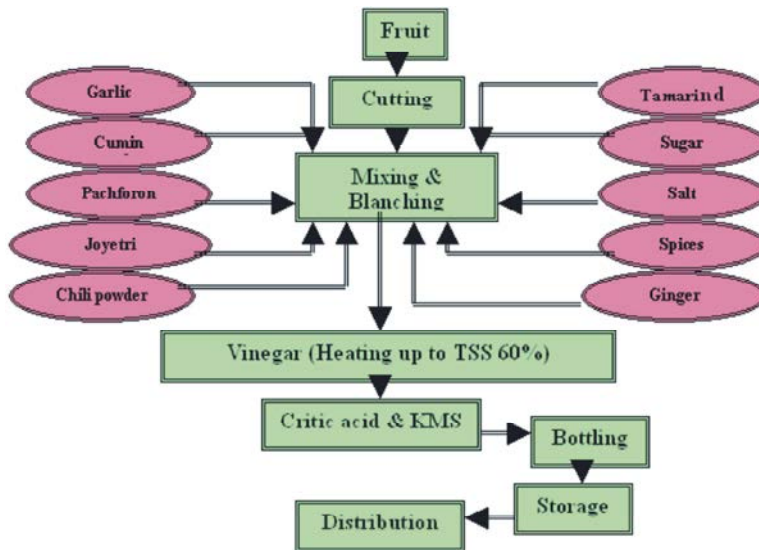 Fruit
Cutting
Garlic
Cumin
Pachforon
Joyetri
Chili powder
Tamarind
Sugar
Salt
Spices
Ginger
Mixing &
Blanching
Vinegar (Heating up to TSS 60%)
Critic acid & KMS
Bottling
Storage
Distribution